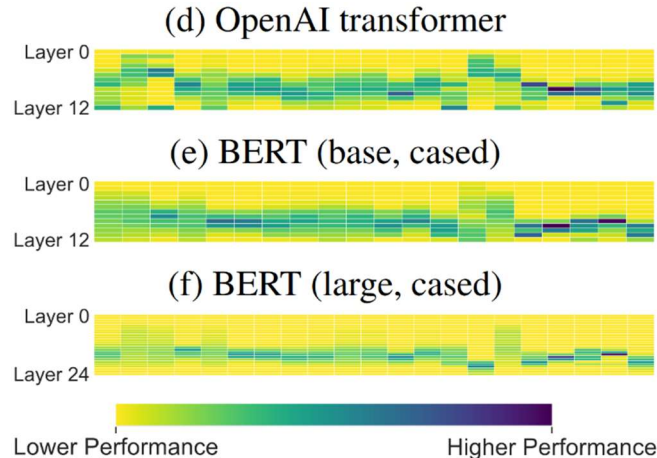 (d) OpenAI transformer
Layer 0
Layer 12
(e) BERT (base, cased)
Layer 0
Layer 12
(f) BERT (large, cased)
Layer 0
Layer 24
Lower Performance
Higher Performance